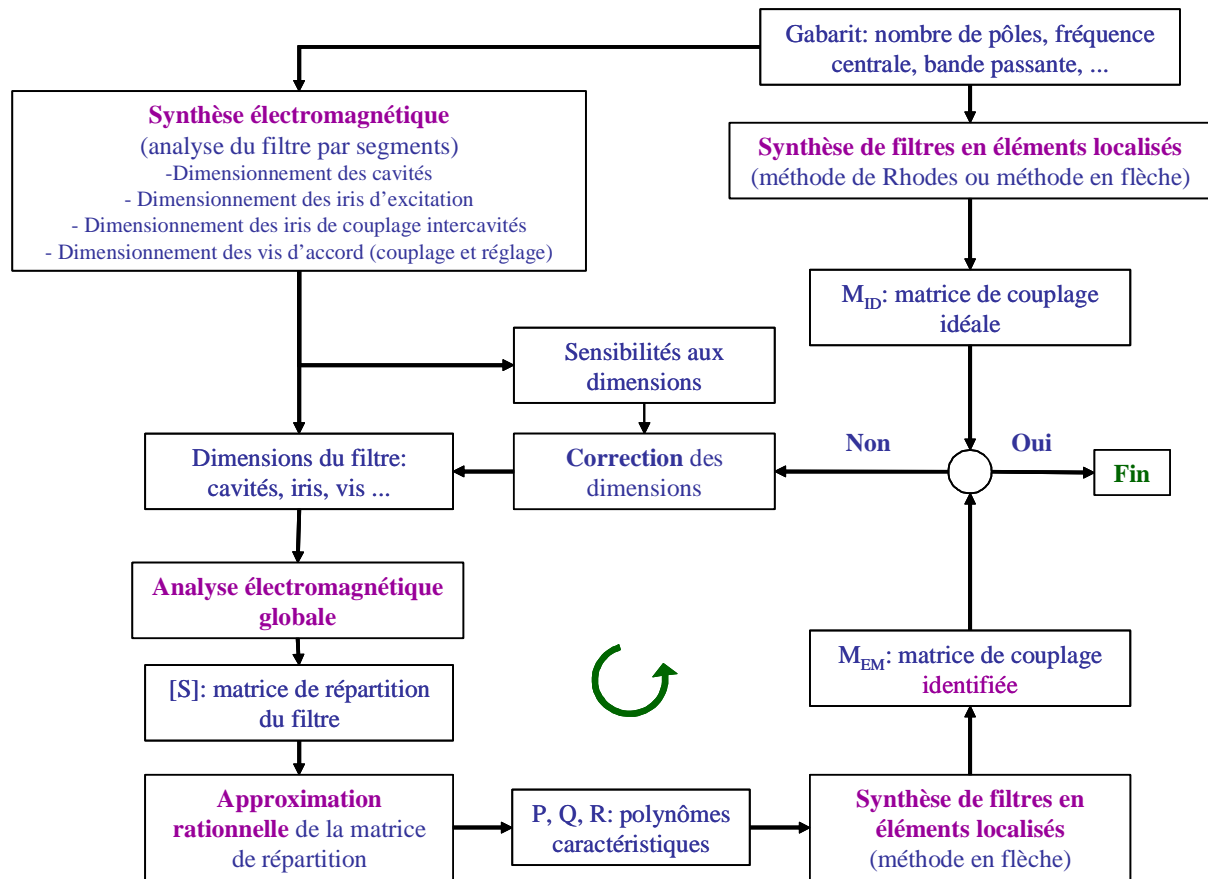 Gabarit: nombre de pôles, fréquence
centrale, bande passante, ...
Synthèse électromagnétique
(analyse du filtre par segments)
-Dimensionnement des cavités
- Dimensionnement des iris d'excitation
- Dimensionnement des iris de couplage intercavités
- Dimensionnement des vis d'accord (couplage et réglage)
Synthèse de filtres en éléments localisés
(méthode de Rhodes ou méthode en flèche)
M_ID: matrice de couplage
idéale
Sensibilités aux
dimensions
Dimensions du filtre:
cavités, iris, vis ...
Correction des
dimensions
Non
Oui
Fin
Analyse électromagnétique
globale
[S]: matrice de répartition
du filtre
M_EM: matrice de couplage
identifiée
Approximation
rationnelle de la matrice
de répartition
P, Q, R: polynômes
caractéristiques
Synthèse de filtres en
éléments localisés
(méthode en flèche)